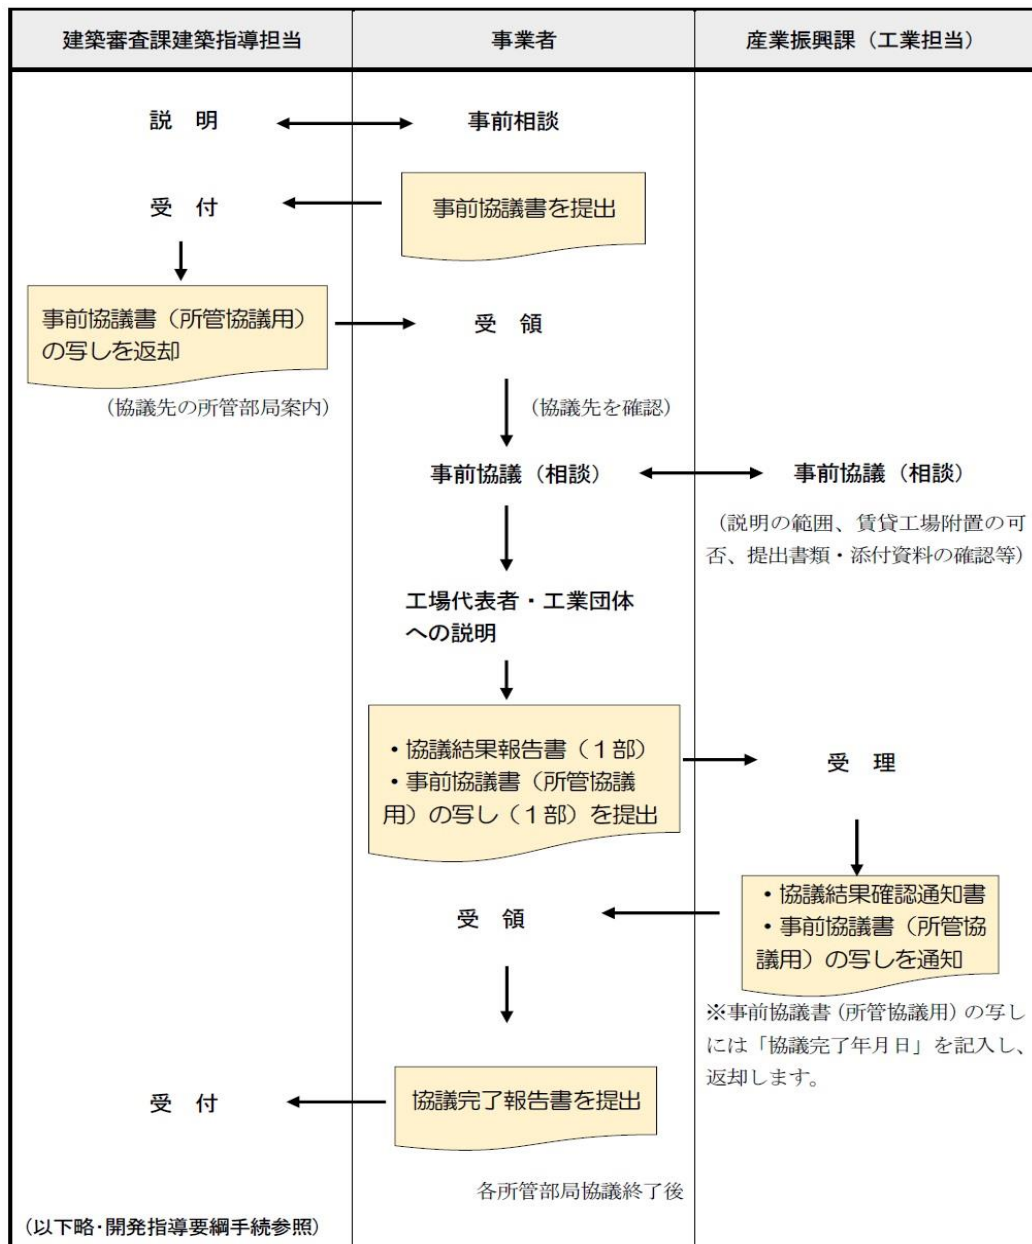 建築審査課建築指導担当
事業者
産業振興課（工業担当）
説　明
事前相談
受　付
事前協議書を提出
事前協議書（所管協議用）
の写しを返却
受　領
（協議先の所管部局案内）
（協議先を確認）
事前協議（相談）
事前協議（相談）
（説明の範囲、賃貸工場附置の可
否、提出書類・添付資料の確認等）
工場代表者・工業団体
への説明
・協議結果報告書（１部）
・事前協議書（所管協議
用）の写し（１部）を提出
受　理
・協議結果確認通知書
・事前協議書（所管協
議用）の写しを通知
受　領
※事前協議書（所管協議用）の写し
には「協議完了年月日」を記入し、
返却します。
受　付
協議完了報告書を提出
各所管部局協議終了後
（以下略・開発指導要綱手続参照）